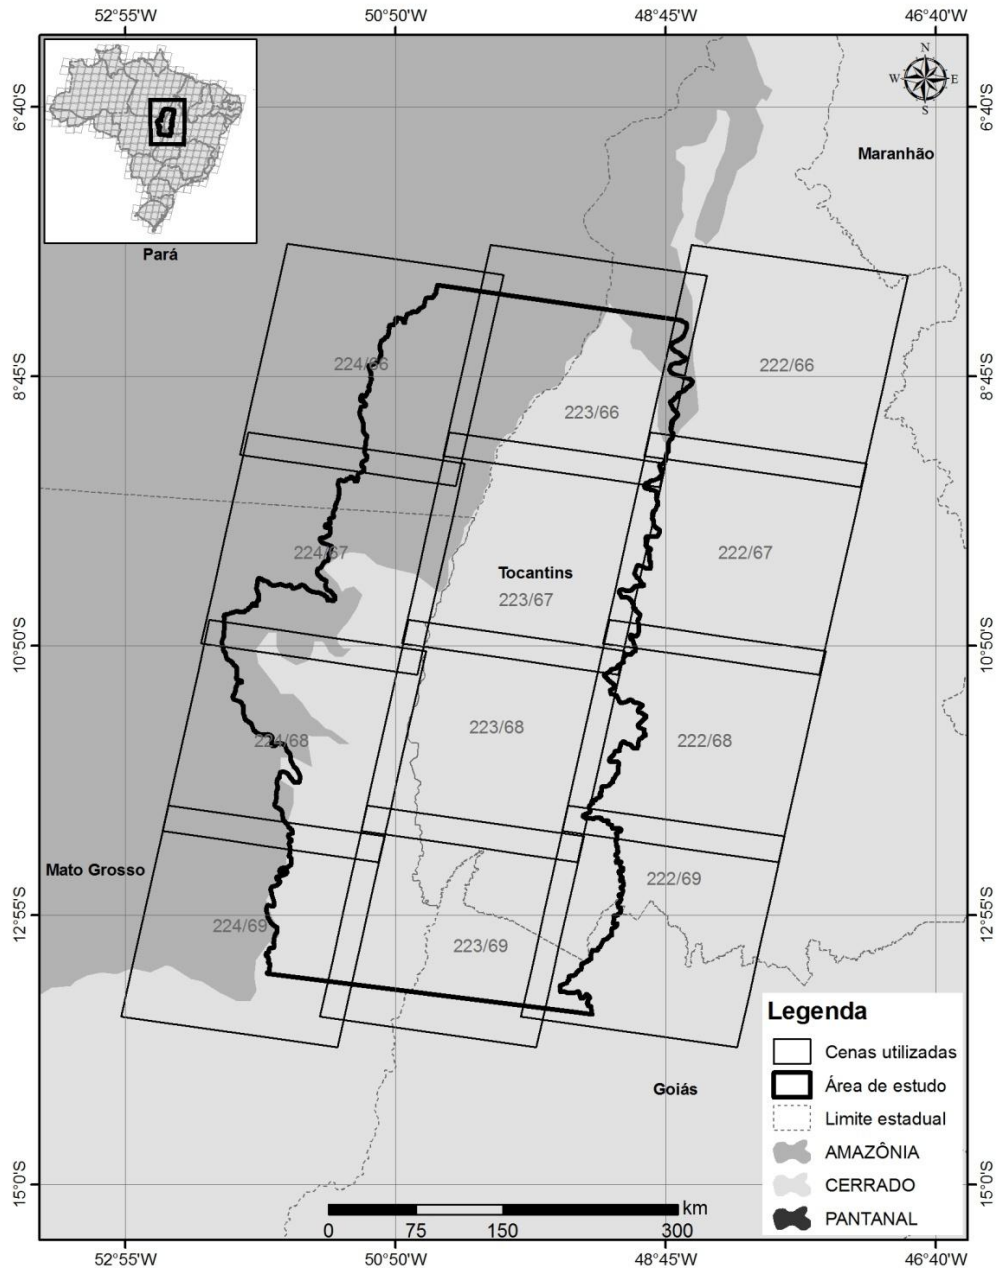 52°55'W
50°50'W
48°45'W
46°40'W
6°40'S
6°40'S
N
W
E
S
Maranhão
Pará
8°45'S
8°45'S
224/66
222/66
223/66
224/67
222/67
Tocantins
223/67
10°50'S
10°50'S
224/68
223/68
222/68
Mato Grosso
222/69
12°55'S
12°55'S
224/69
223/69
Legenda
Cenas utilizadas
Área de estudo
Limite estadual
AMAZÔNIA
CERRADO
PANTANAL
Goiás
15°0'S
15°0'S
km
0
75
150
300
52°55'W
50°50'W
48°45'W
46°40'W